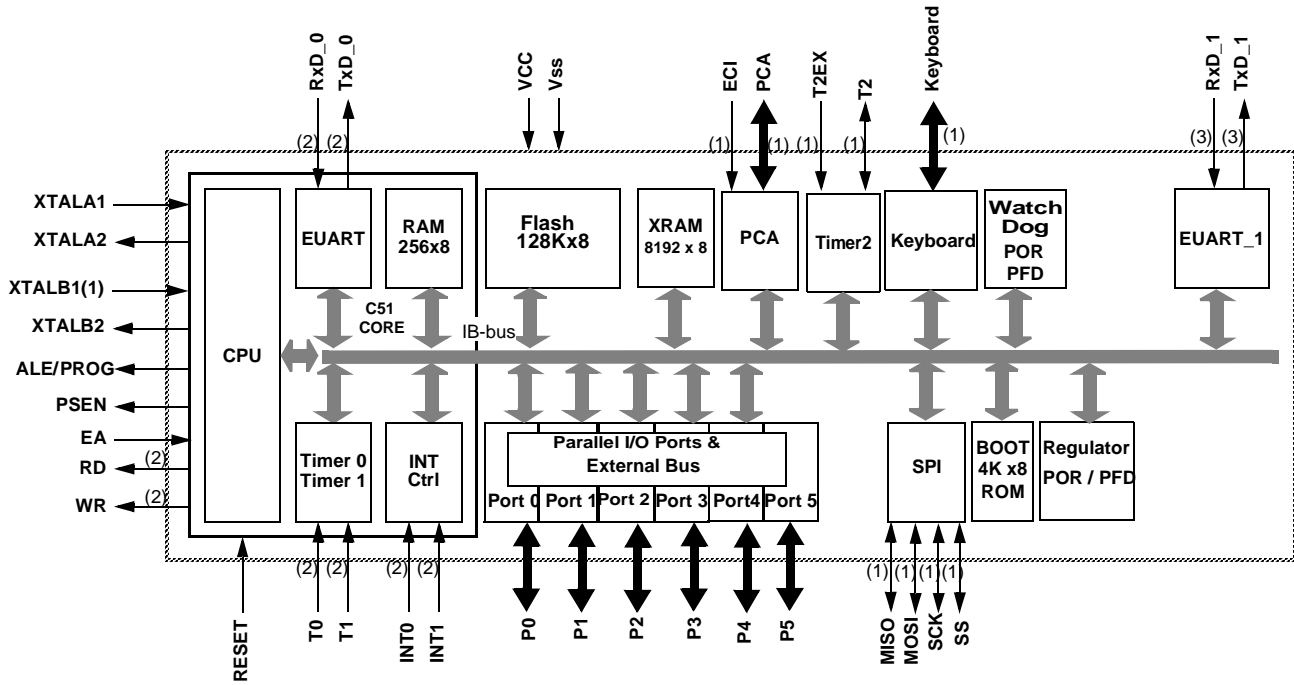 RxD_0
TxD_0
VCC
Vss
ECI
PCA
T2EX
T2
Keyboard
RxD_1
TxD_1
(2) (2)
(1)
(1)
(1)
(1)
(1)
(3) (3)
XTALA1
XTALA2
XTALB1(1)
XTALB2
ALE/PROG
PSEN
EA
RD
(2)
WR
(2)
CPU
EUART
RAM
256x8
C51
CORE
IB-bus
Flash
128Kx8
XRAM
8192 x 8
PCA
Timer2
Keyboard
Watch
Dog
POR
PFD
EUART_1
Timer 0
Timer 1
INT
Ctrl
Parallel I/O Ports &
External Bus
Port 0
Port 1
Port 2
Port 3
Port4
Port 5
SPI
BOOT
4K x8
ROM
Regulator
POR / PFD
(2) (2)
(2) (2)
(1) (1) (1) (1)
RESET
T0
T1
INT0
INT1
P0
P1
P2
P3
P4
P5
MISO
MOSI
SCK
SS